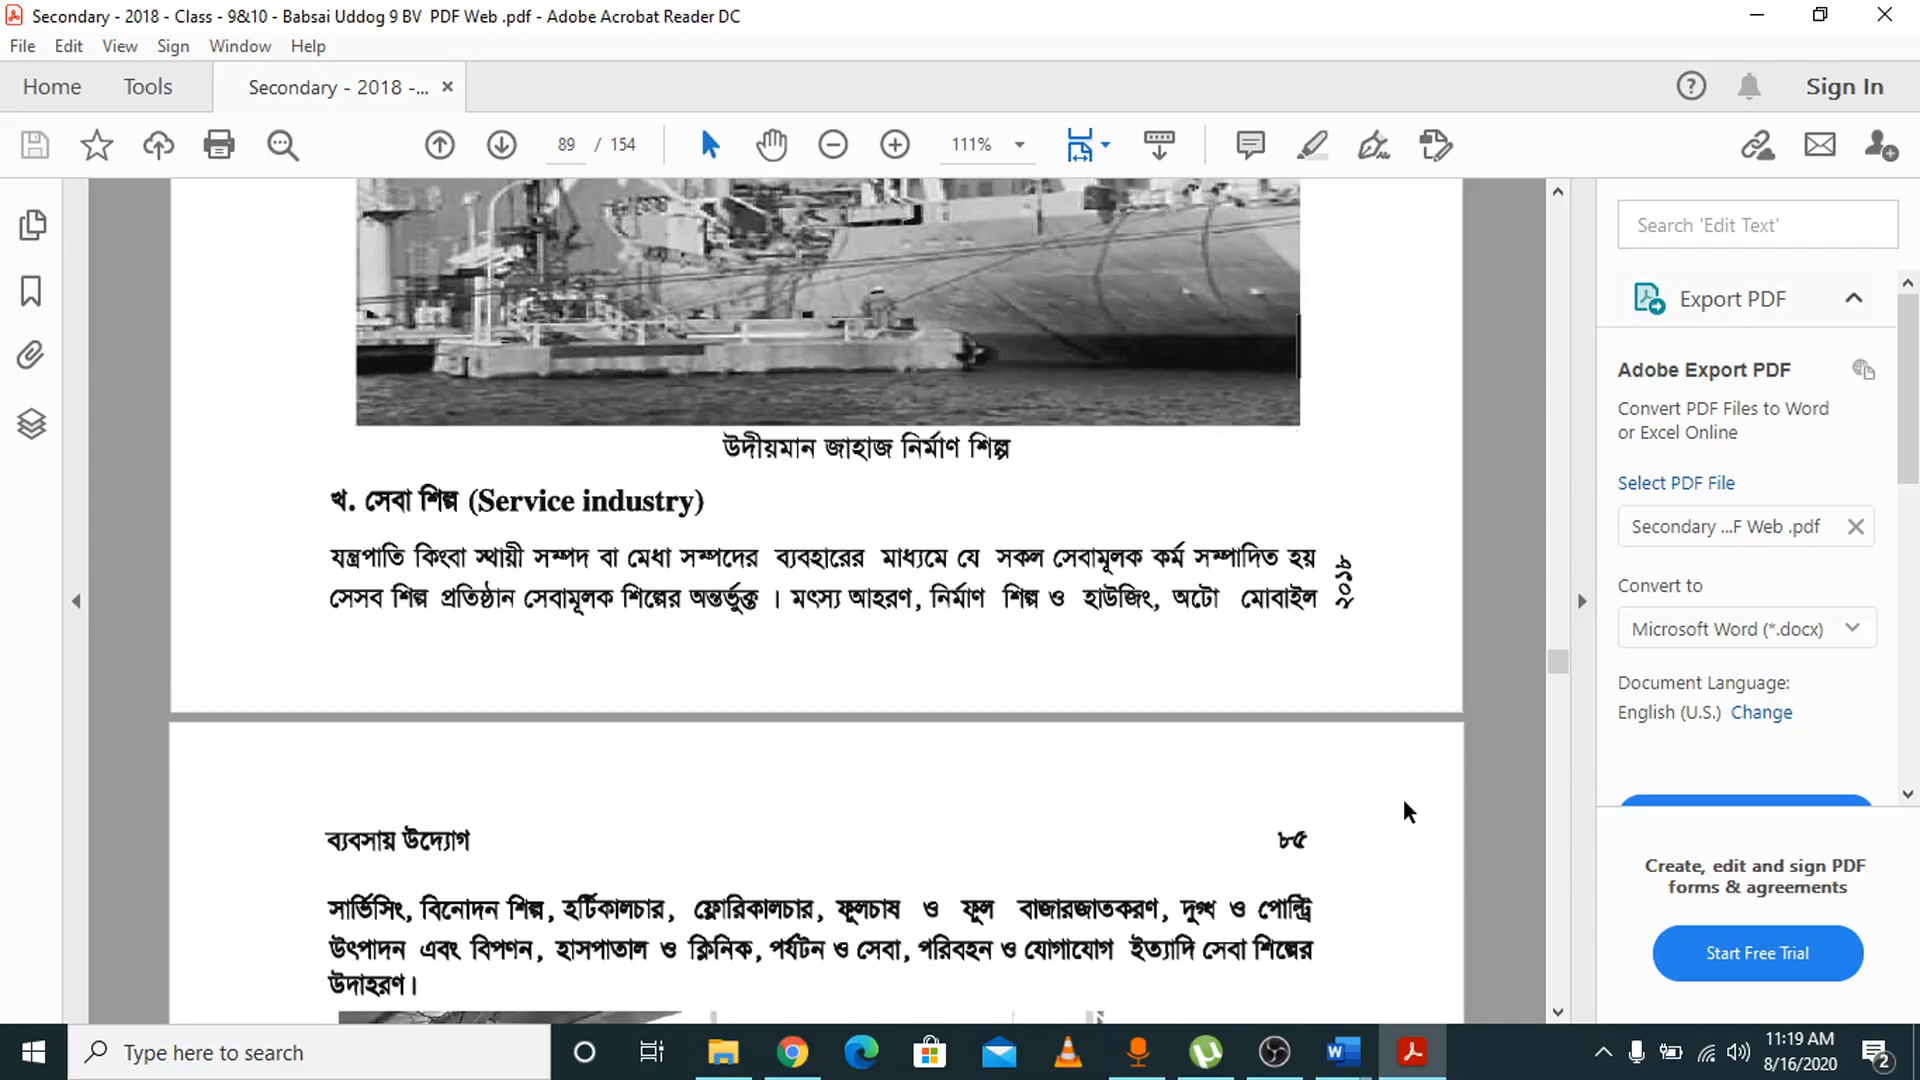 Secondary - 2018 - Class - 9&10 - Babsai Uddog 9 BV PDF Web .pdf - Adobe Acrobat Reader DC
File Edit View Sign Window Help
Home Tools Secondary - 2018 -... × Sign In
89 / 154 111%
উদীয়মান জাহাজ নির্মাণ শিল্প
খ. সেবা শিল্প (Service industry)
যন্ত্রপাতি কিংবা স্থায়ী সম্পদ বা মেধা সম্পদের ব্যবহারের মাধ্যমে যে সকল সেবামূলক কর্ম সম্পাদিত হয়
সেসব শিল্প প্রতিষ্ঠান সেবামূলক শিল্পের অন্তর্ভুক্ত । মৎস্য আহরণ, নির্মাণ শিল্প ও হাউজিং, অটো মোবাইল
২০১৮
ব্যবসায় উদ্যোগ ৮৫
সার্ভিসিং, বিনোদন শিল্প, হর্টিকালচার, ফ্লোরিকালচার, ফুলচাষ ও ফুল বাজারজাতকরণ, দুগ্ধ ও পোল্ট্রি
উৎপাদন এবং বিপণন, হাসপাতাল ও ক্লিনিক, পর্যটন ও সেবা, পরিবহন ও যোগাযোগ ইত্যাদি সেবা শিল্পের
উদাহরণ।
Search 'Edit Text'
Export PDF
Adobe Export PDF
Convert PDF Files to Word
or Excel Online
Select PDF File
Secondary ...F Web .pdf
Convert to
Microsoft Word (*.docx)
Document Language:
English (U.S.) Change
Create, edit and sign PDF
forms & agreements
Start Free Trial
Type here to search
11:19 AM
8/16/2020
2